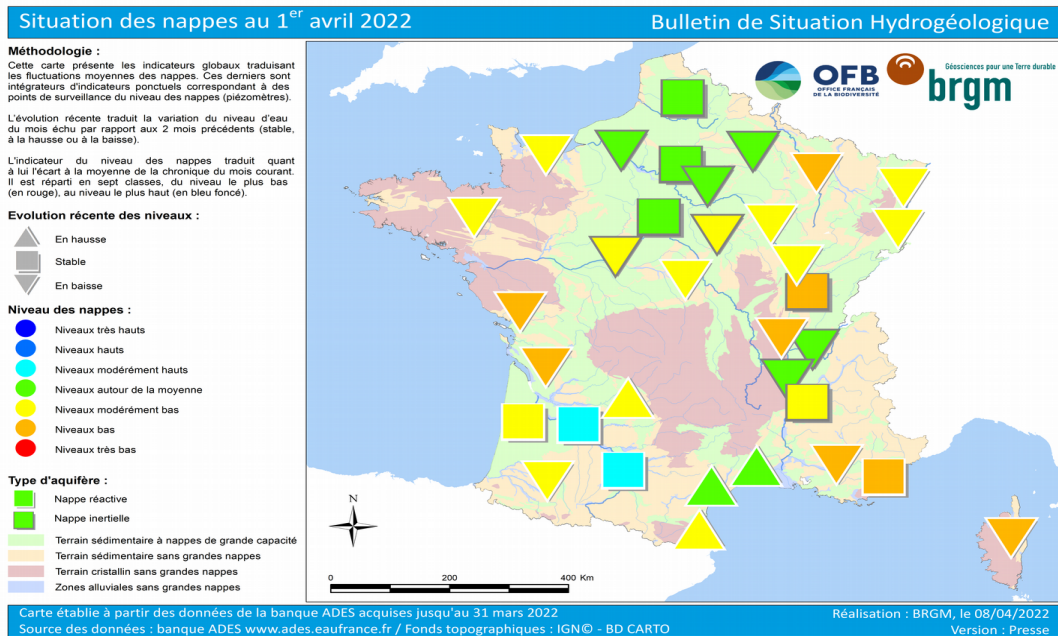 Situation des nappes au 1er avril 2022
Bulletin de Situation Hydrogéologique
Méthodologie :
Cette carte présente les indicateurs globaux traduisant
les fluctuations moyennes des nappes. Ces derniers sont
intégrateurs d'indicateurs ponctuels correspondant à des
points de surveillance du niveau des nappes (piézomètres).
L'évolution récente traduit la variation du niveau d'eau
du mois échu par rapport aux 2 mois précédents (stable,
à la hausse ou à la baisse).
L'indicateur du niveau des nappes traduit quant
à lui l'écart à la moyenne de la chronique du mois courant.
Il est réparti en sept classes, du niveau le plus bas
(en rouge), au niveau le plus haut (en bleu foncé).
Evolution récente des niveaux :
En hausse
Stable
En baisse
Niveau des nappes :
Niveaux très hauts
Niveaux hauts
Niveaux modérément hauts
Niveaux autour de la moyenne
Niveaux modérément bas
Niveaux bas
Niveaux très bas
Type d'aquifère :
Nappe réactive
Nappe inertielle
Terrain sédimentaire à nappes de grande capacité
Terrain sédimentaire sans grandes nappes
Terrain cristallin sans grandes nappes
Zones alluviales sans grandes nappes
OFB
OFFICE FRANÇAIS
DE LA BIODIVERSITÉ
Géosciences pour une Terre durable
brgm
N
0 200 400 Km
Carte établie à partir des données de la banque ADES acquises jusqu'au 31 mars 2022
Source des données : banque ADES www.ades.eaufrance.fr / Fonds topographiques : IGN© - BD CARTO
Réalisation : BRGM, le 08/04/2022
Version : Presse